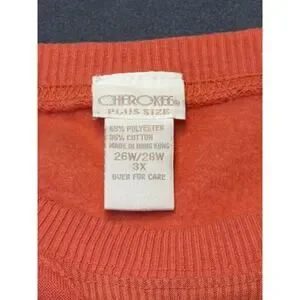 CHEROKEE®
PLUS SIZE
65% POLYESTER
35% COTTON
MADE IN HONG KONG
26W/28W
3X
OVER FOR CARE